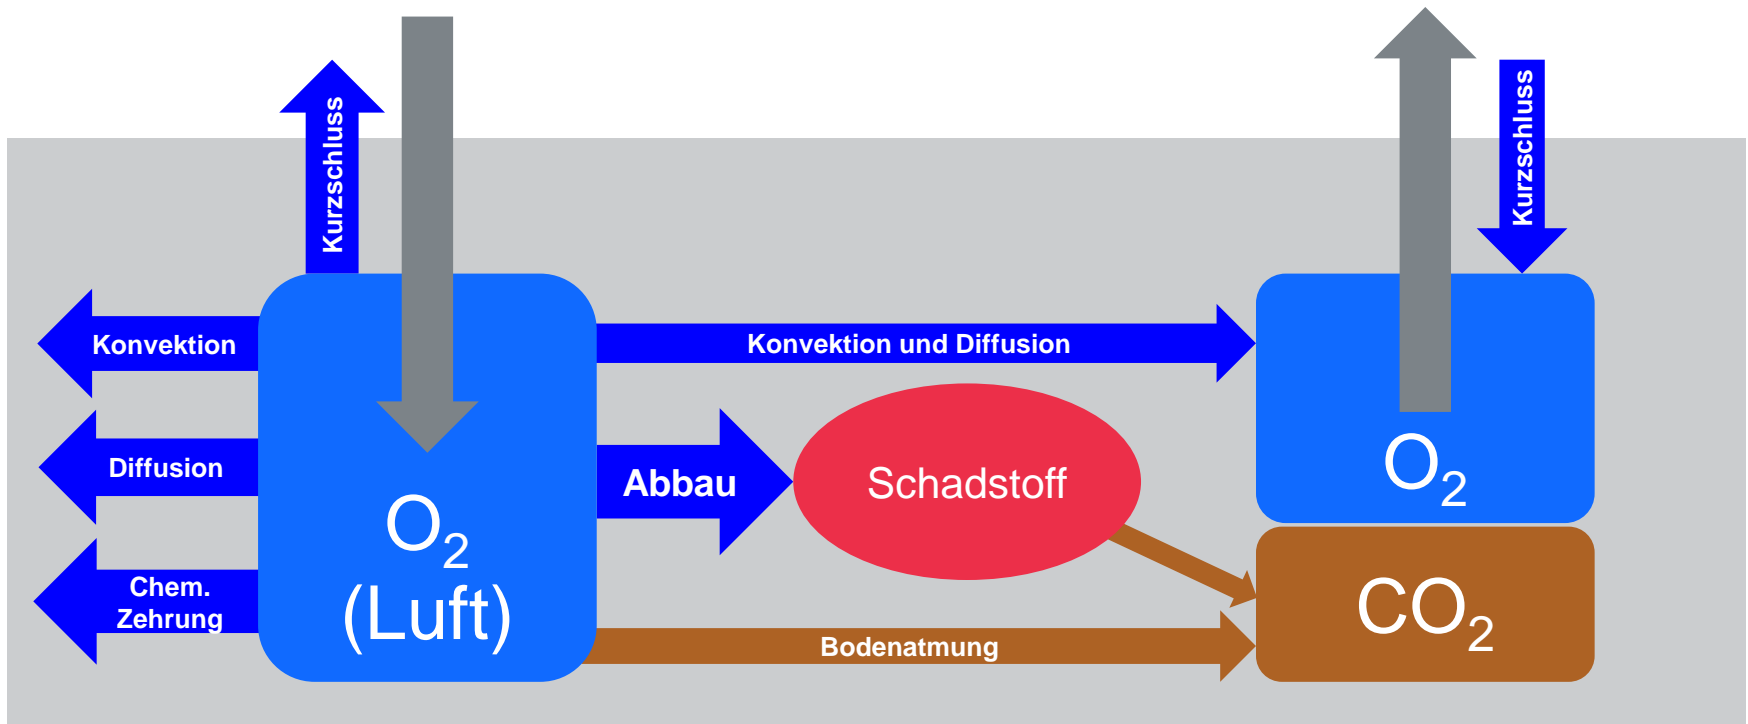 Kurzschluss
Kurzschluss
Konvektion
Konvektion und Diffusion
Diffusion
Abbau
Schadstoff
O₂
O₂
(Luft)
Chem.
Zehrung
CO₂
Bodenatmung